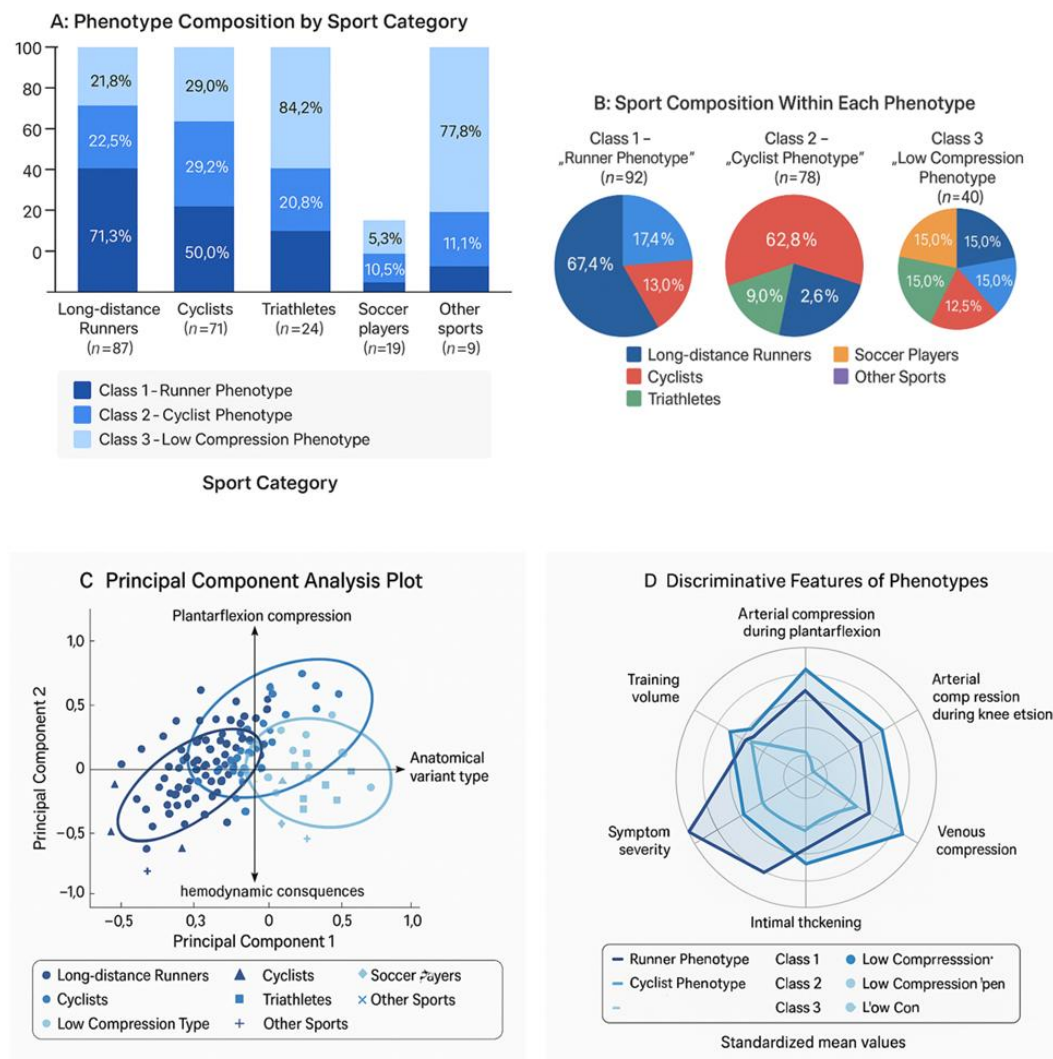 A: Phenotype Composition by Sport Category
100
80
60
40
20
0
21,8%
22,5%
71,3%
29,0%
29,2%
50,0%
84,2%
20,8%
5,3%
10,5%
77,8%
11,1%
Long-distance
Runners
(n=87)
Cyclists
(n=71)
Triathletes
(n=24)
Soccer
players
(n=19)
Other
sports
(n=9)
Class 1 - Runner Phenotype
Class 2 - Cyclist Phenotype
Class 3 - Low Compression Phenotype
Sport Category
B: Sport Composition Within Each Phenotype
Class 1 –
„Runner Phenotype”
(n=92)
Class 2 –
„Cyclist Phenotype”
(n=78)
Class 3
„Low Compression
Phenotype
(n=40)
67,4%
17,4%
13,0%
62,8%
9,0%
2,6%
15,0%
15,0%
15,0%
15,0%
12,5%
Long-distance Runners
Cyclists
Triathletes
Soccer Players
Other Sports
C Principal Component Analysis Plot
Plantarflexion compression
1,0
0,5
0
–0,5
–1,0
Principal Component 2
Anatomical
variant type
hemodynamic consquences
–0,5
0,3
0
0,5
1,0
Principal Component 1
Long-distance Runners
Cyclists
Soccer
Cyclists
Triathletes
Other Sports
Low Compression Type
Other Sports
D Discriminative Features of Phenotypes
Arterial compression
during plantarflexion
Training
volume
Arterial
comp ression
during knee etsion
Symptom
severity
Venous
compression
Intimal thckening
Runner Phenotype Class 1 Low Compresssion
Cyclist Phenotype Class 2 Low Compression 'pen
Class 3 L'ow Con
Standardized mean values